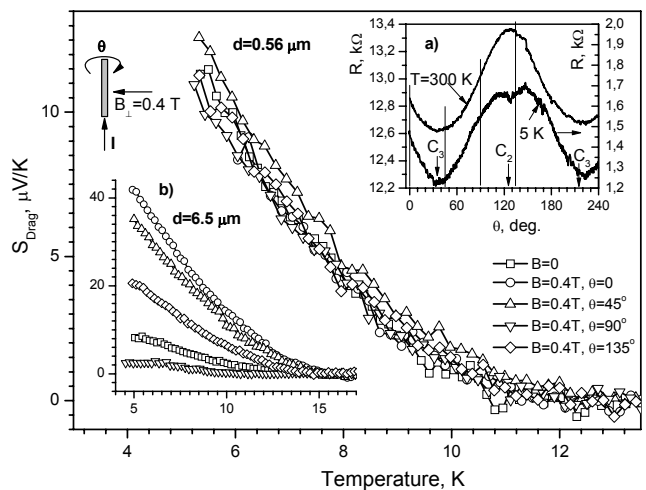 θ
B⊥=0.4 T
I
d=0.56 µm
a)
R, kΩ
13,4
13,2
13,0
12,8
12,6
12,4
12,2
T=300 K
5 K
C3
C2
C3
2,0
1,9
1,8
1,7
1,6
1,5
1,4
1,3
1,2
R, kΩ
0 60 120 180 240
θ, deg.
S Drag, µV/K
10
5
0
b)
d=6.5 µm
40
20
0
5 10 15
B=0
B=0.4T, θ=0
B=0.4T, θ=45°
B=0.4T, θ=90°
B=0.4T, θ=135°
4 6 8 10 12
Temperature, K